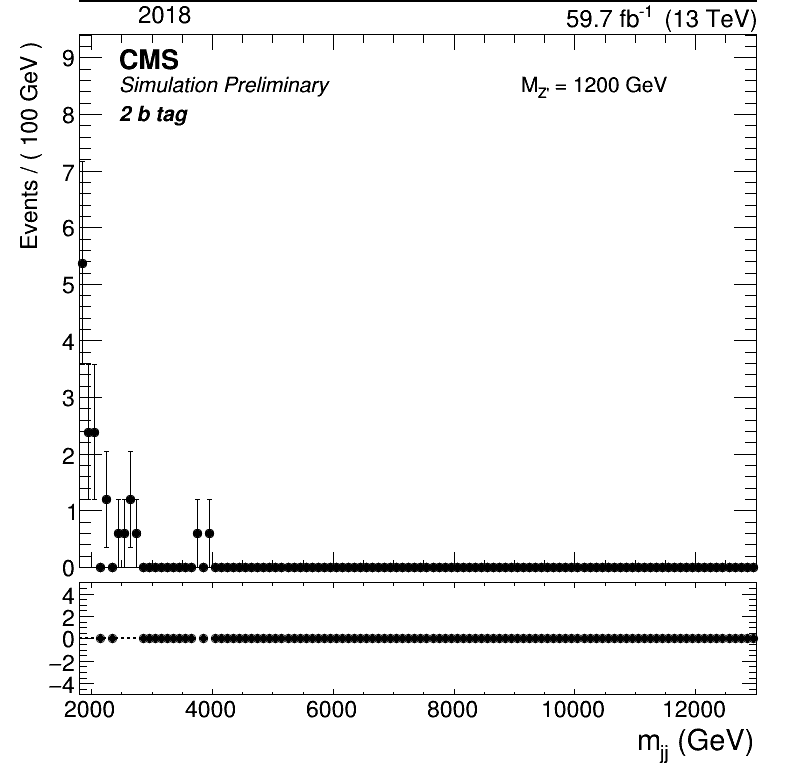 2018 59.7 fb-1 (13 TeV)
CMS
Simulation Preliminary
MZ' = 1200 GeV
2 b tag
Events / ( 100 GeV )
9
8
7
6
5
4
3
2
1
0
4
2
0
−2
−4
2000 4000 6000 8000 10000 12000
mjj (GeV)